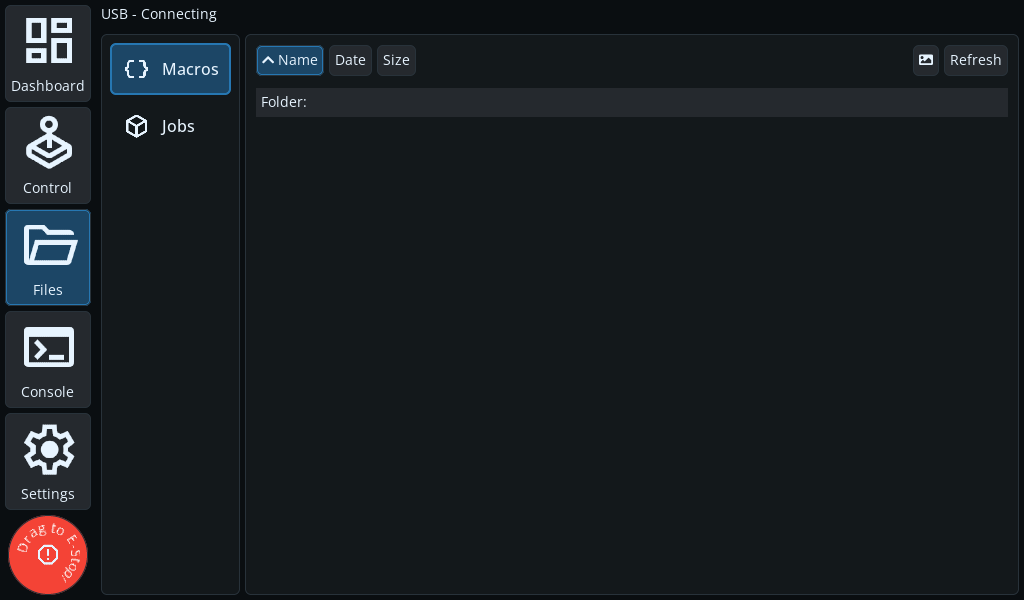 USB - Connecting
Dashboard
Control
Files
Console
Settings
Drag to E-Stop!
Macros
Jobs
Name
Date
Size
Refresh
Folder: